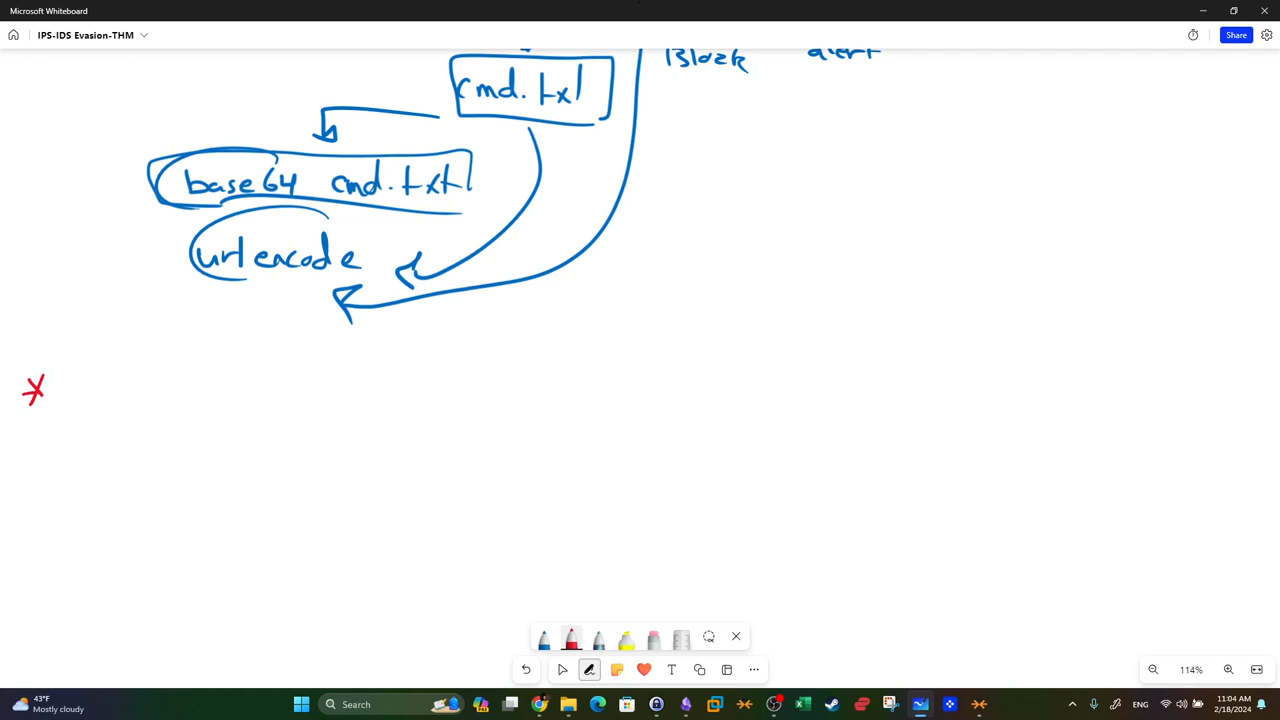 Microsoft Whiteboard
IPS-IDS Evasion-THM
Share
Block alert
cmd.txt
base64 cmd.txt
urlencode
114%
43°F
Mostly cloudy
Search
ENG
11:04 AM
2/18/2024